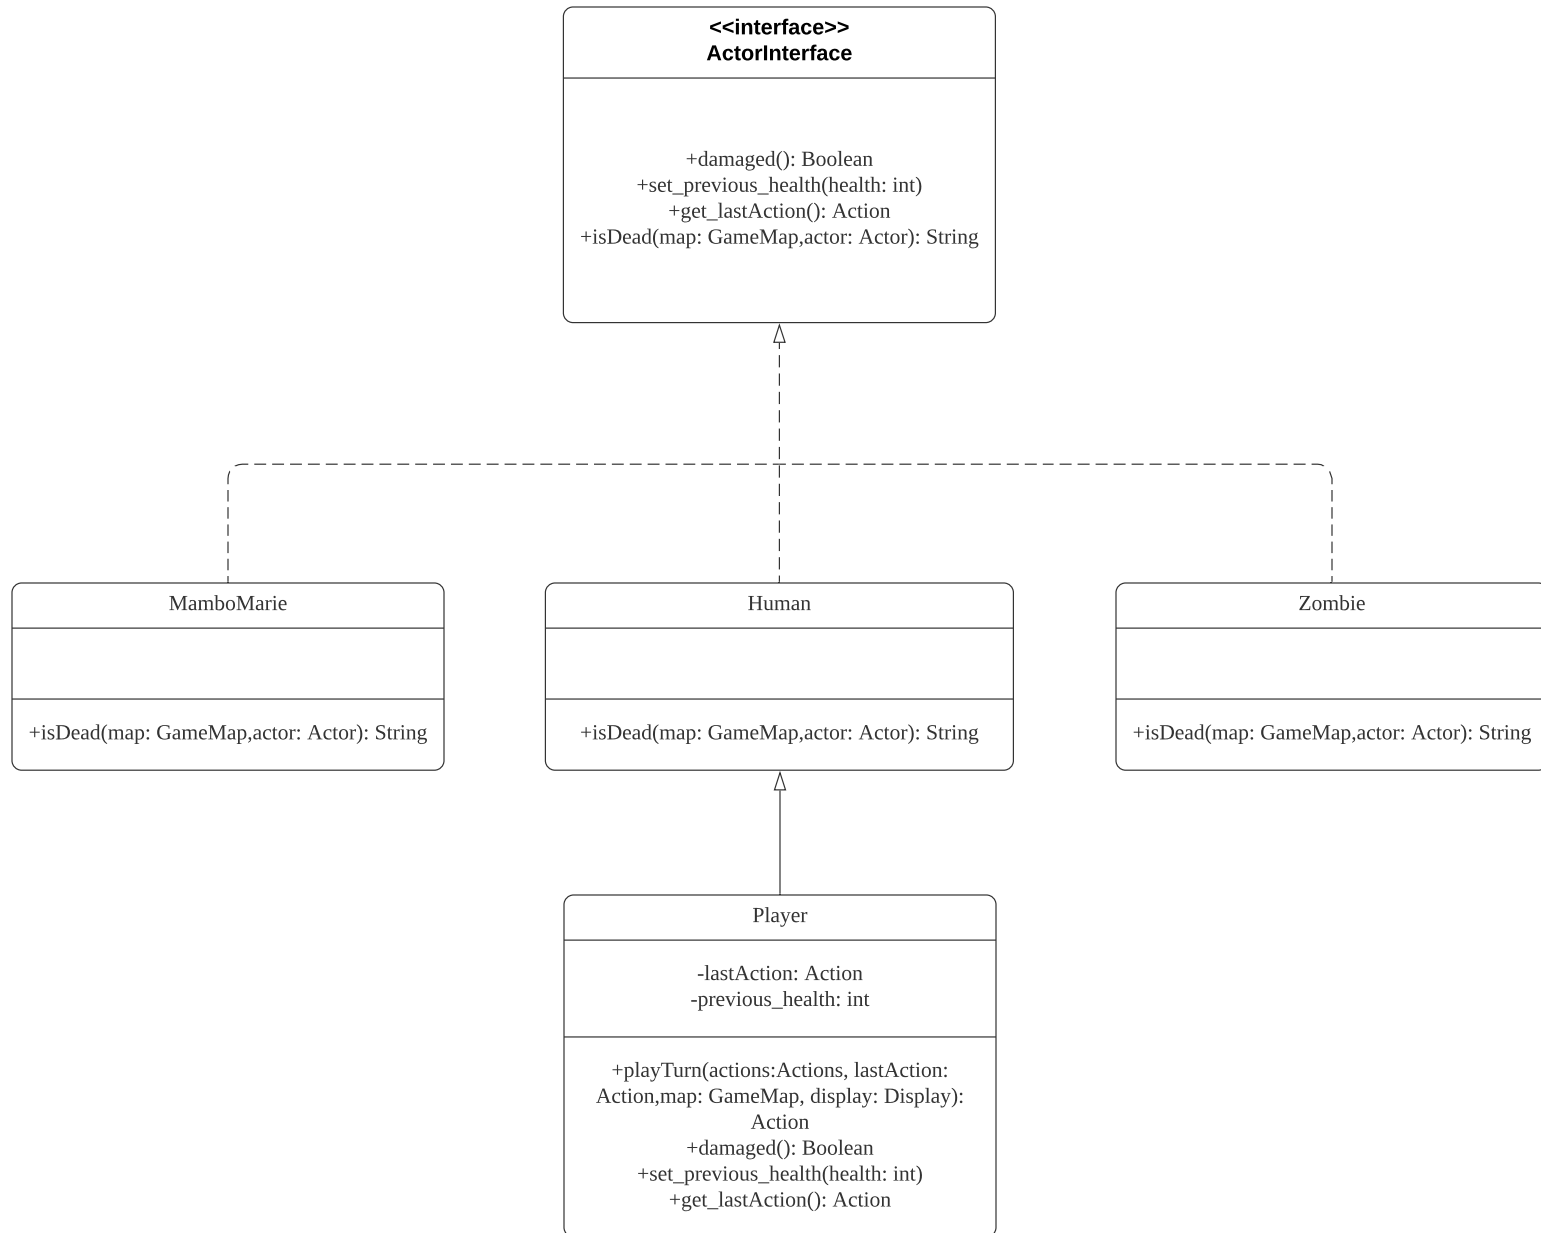 <<interface>>
ActorInterface
+damaged(): Boolean
+set_previous_health(health: int)
+get_lastAction(): Action
+isDead(map: GameMap,actor: Actor): String
MamboMarie
+isDead(map: GameMap,actor: Actor): String
Human
+isDead(map: GameMap,actor: Actor): String
Zombie
+isDead(map: GameMap,actor: Actor): String
Player
-lastAction: Action
-previous_health: int
+playTurn(actions:Actions, lastAction:
Action,map: GameMap, display: Display):
Action
+damaged(): Boolean
+set_previous_health(health: int)
+get_lastAction(): Action